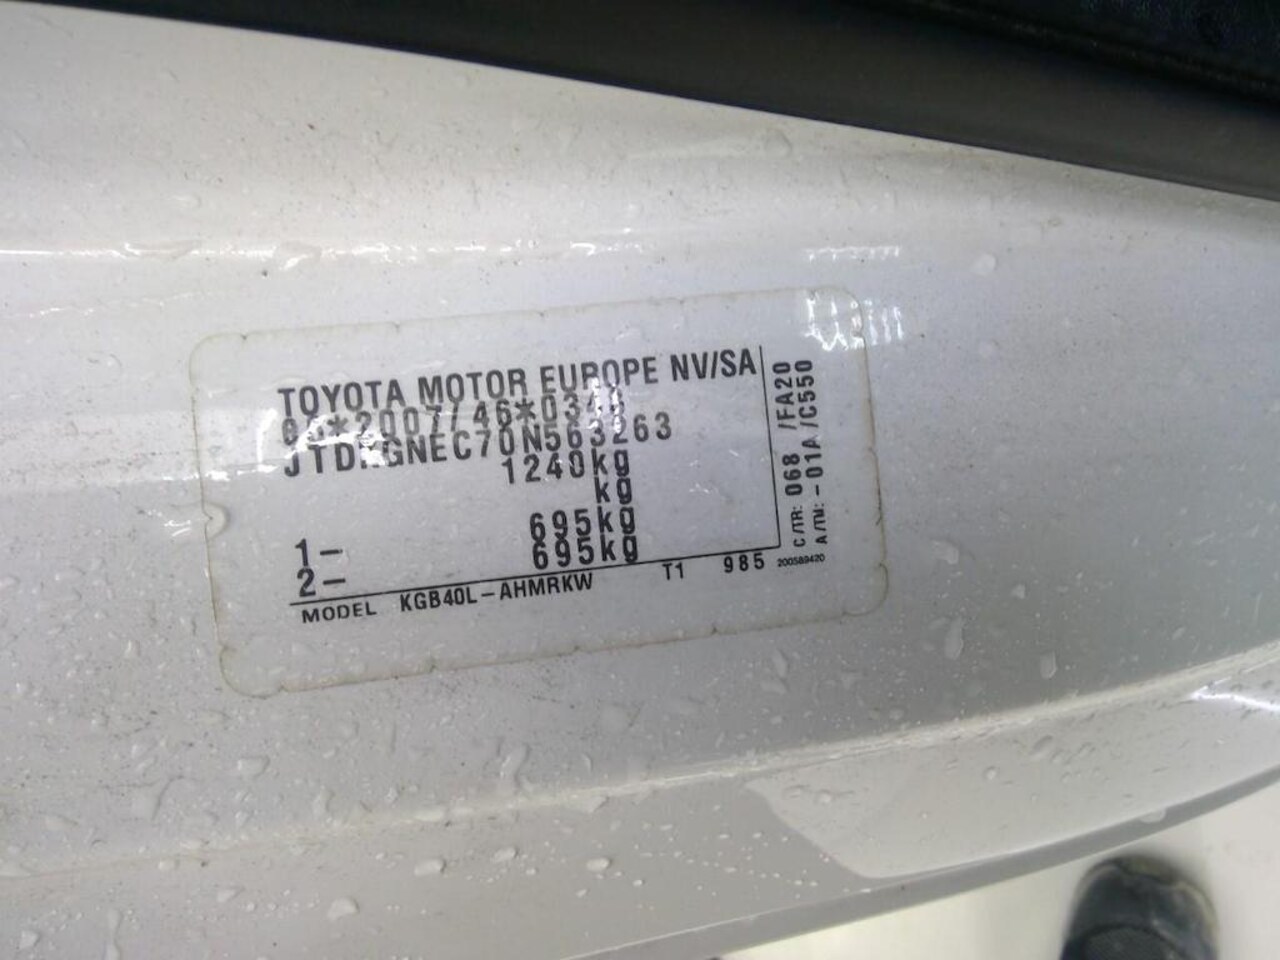 TOYOTA MOTOR EUROPE NV/SA
JTDKGNEC70N563263
1240kg
kg
1- 695kg
2- 695kg
MODEL KGB40L-AHMRKW T1 985
C/TR: 068 /FA20
A/TM: -01A/C550
200589420